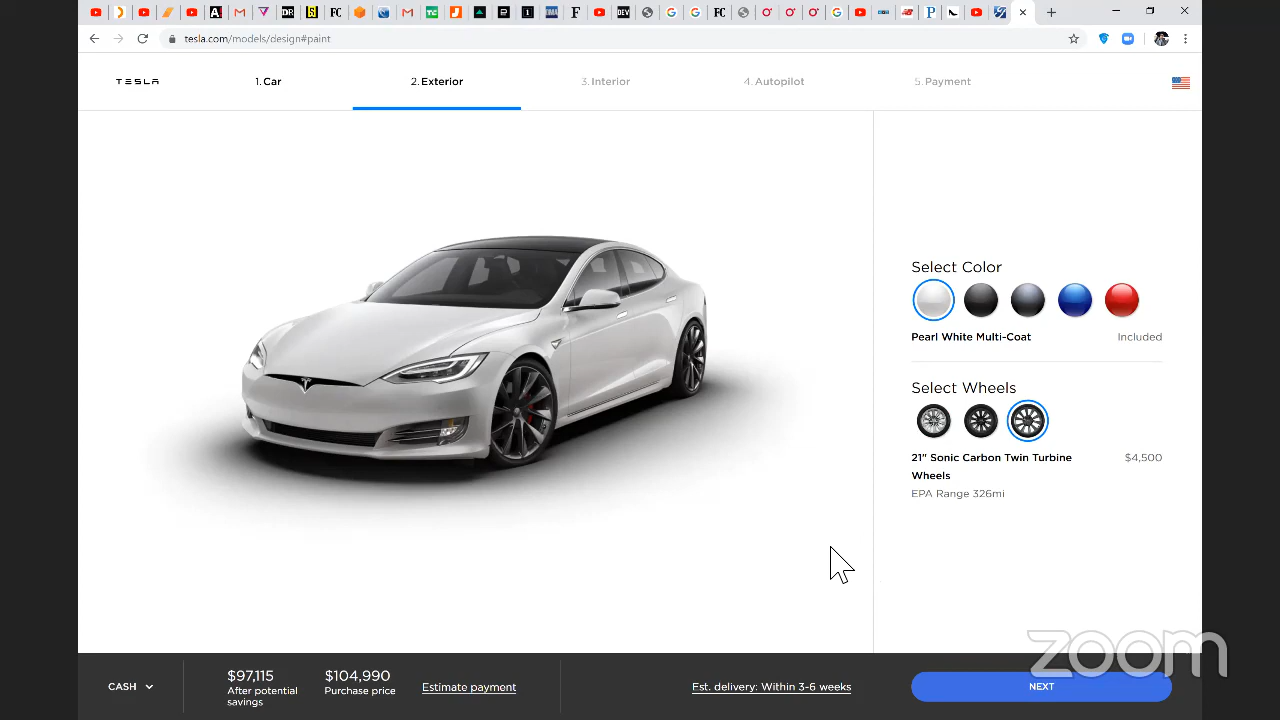 tesla.com/models/design#paint
TESLA
1. Car
2. Exterior
3. Interior
4. Autopilot
5. Payment
Select Color
Pearl White Multi-Coat
Included
Select Wheels
21" Sonic Carbon Twin Turbine
Wheels
$4,500
EPA Range 326mi
CASH
$97,115
After potential
savings
$104,990
Purchase price
Estimate payment
Est. delivery: Within 3-6 weeks
NEXT
zoom